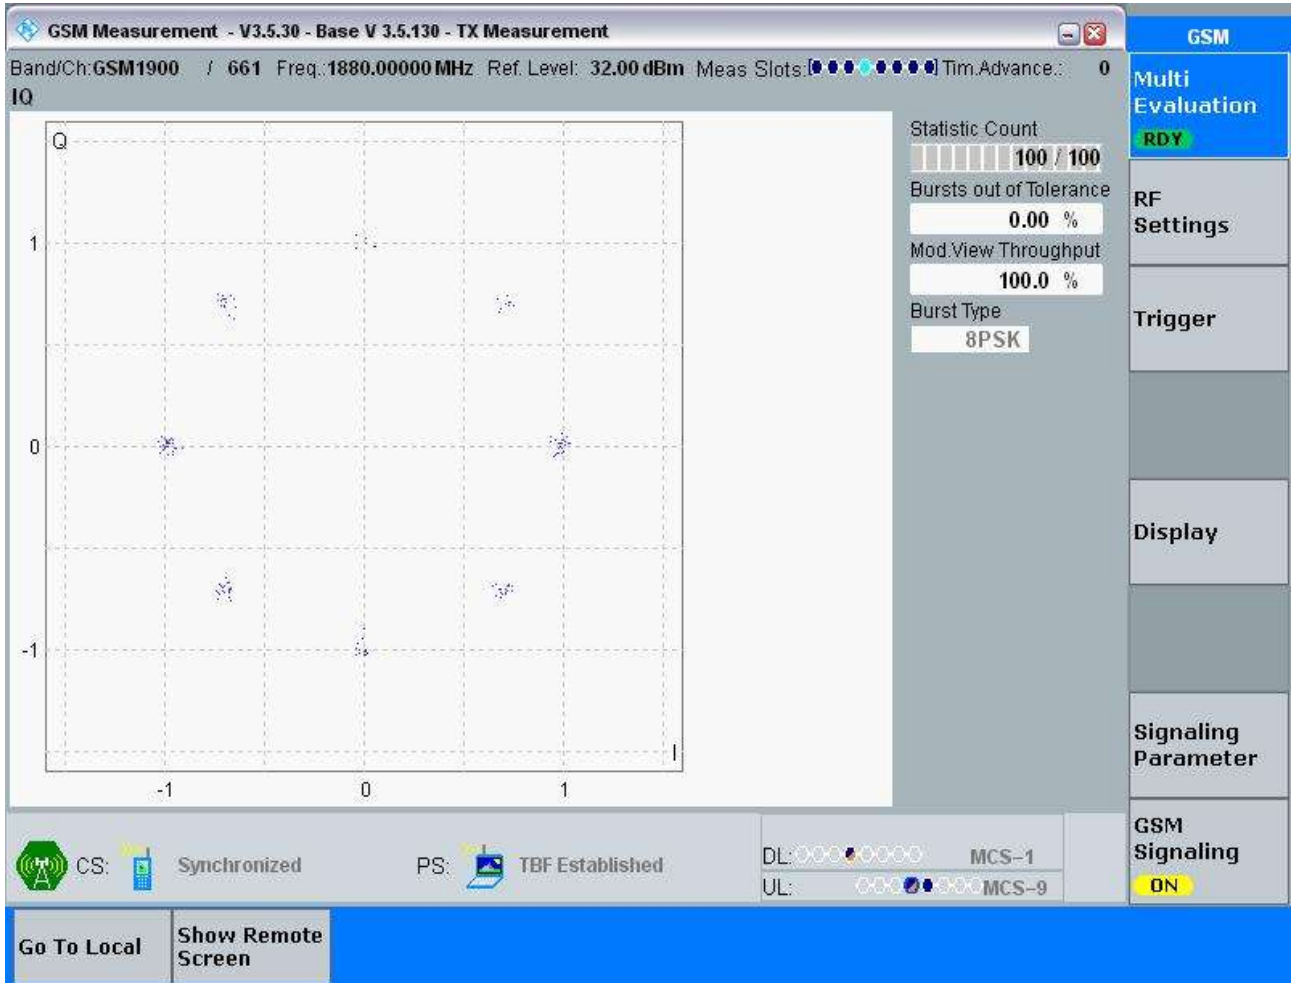 GSM Measurement - V3.5.30 - Base V 3.5.130 - TX Measurement
GSM
Band/Ch:GSM1900 / 661 Freq.:1880.00000 MHz Ref. Level: 32.00 dBm Meas Slots: Tim.Advance.: 0
IQ
Multi
Evaluation
RDY
Q
Statistic Count
100 / 100
Bursts out of Tolerance
0.00 %
Mod.View Throughput
100.0 %
Burst Type
8PSK
RF
Settings
Trigger
Display
Signaling
Parameter
GSM
Signaling
ON
1
0
-1
I
-1 0 1
CS: Synchronized PS: TBF Established DL: MCS-1
UL: MCS-9
Go To Local
Show Remote
Screen